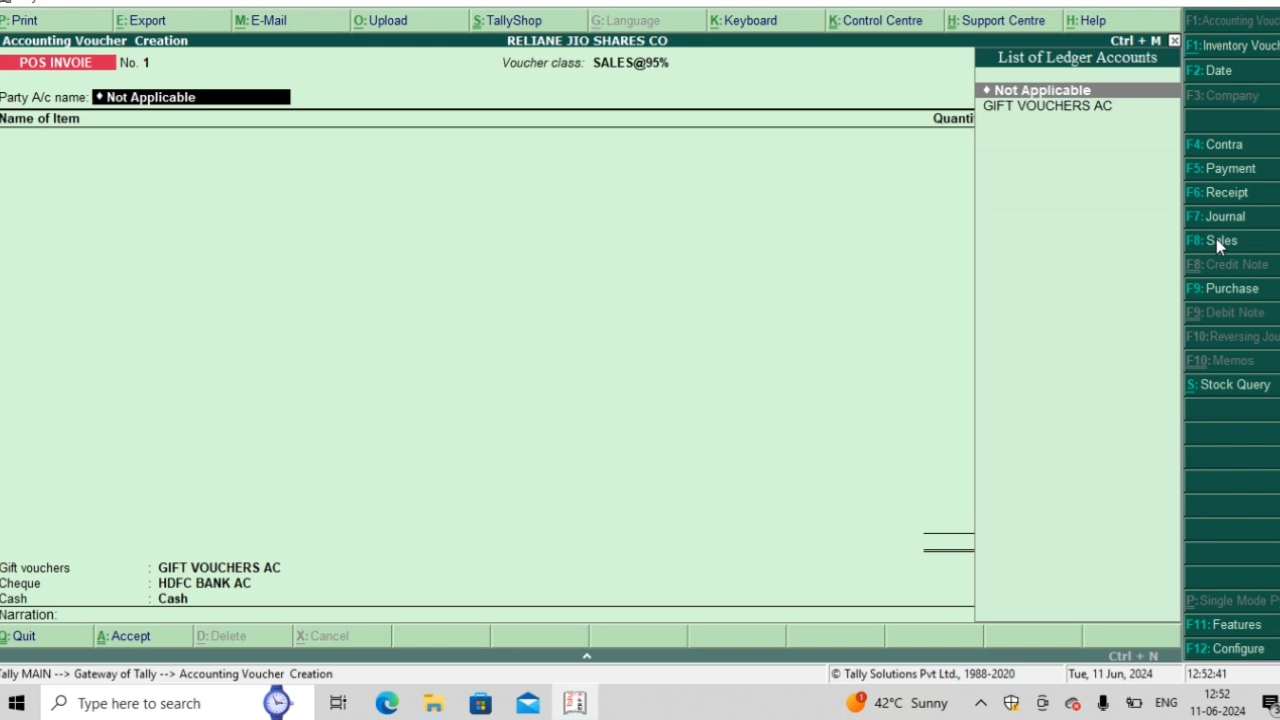 P: Print E: Export M: E-Mail O: Upload S: TallyShop G: Language K: Keyboard K: Control Centre H: Support Centre H: Help
Accounting Voucher Creation RELIANE JIO SHARES CO Ctrl + M
POS INVOIE No. 1 Voucher class: SALES@95%
Party A/c name: ♦ Not Applicable
Name of Item Quanti
List of Ledger Accounts
♦ Not Applicable
GIFT VOUCHERS AC
F1: Accounting Vouc
F1: Inventory Vouch
F2: Date
F3: Company
F4: Contra
F5: Payment
F6: Receipt
F7: Journal
F8: Sales
F8: Credit Note
F9: Purchase
F9: Debit Note
F10: Reversing Jou
F10: Memos
S: Stock Query
P: Single Mode P
F11: Features
F12: Configure
Gift vouchers : GIFT VOUCHERS AC
Cheque : HDFC BANK AC
Cash : Cash
Narration:
Q: Quit A: Accept D: Delete X: Cancel
Ctrl + N
Tally MAIN --> Gateway of Tally --> Accounting Voucher Creation © Tally Solutions Pvt Ltd., 1988-2020 Tue, 11 Jun, 2024 12:52:41
Type here to search 42°C Sunny ENG 12:52
11-06-2024